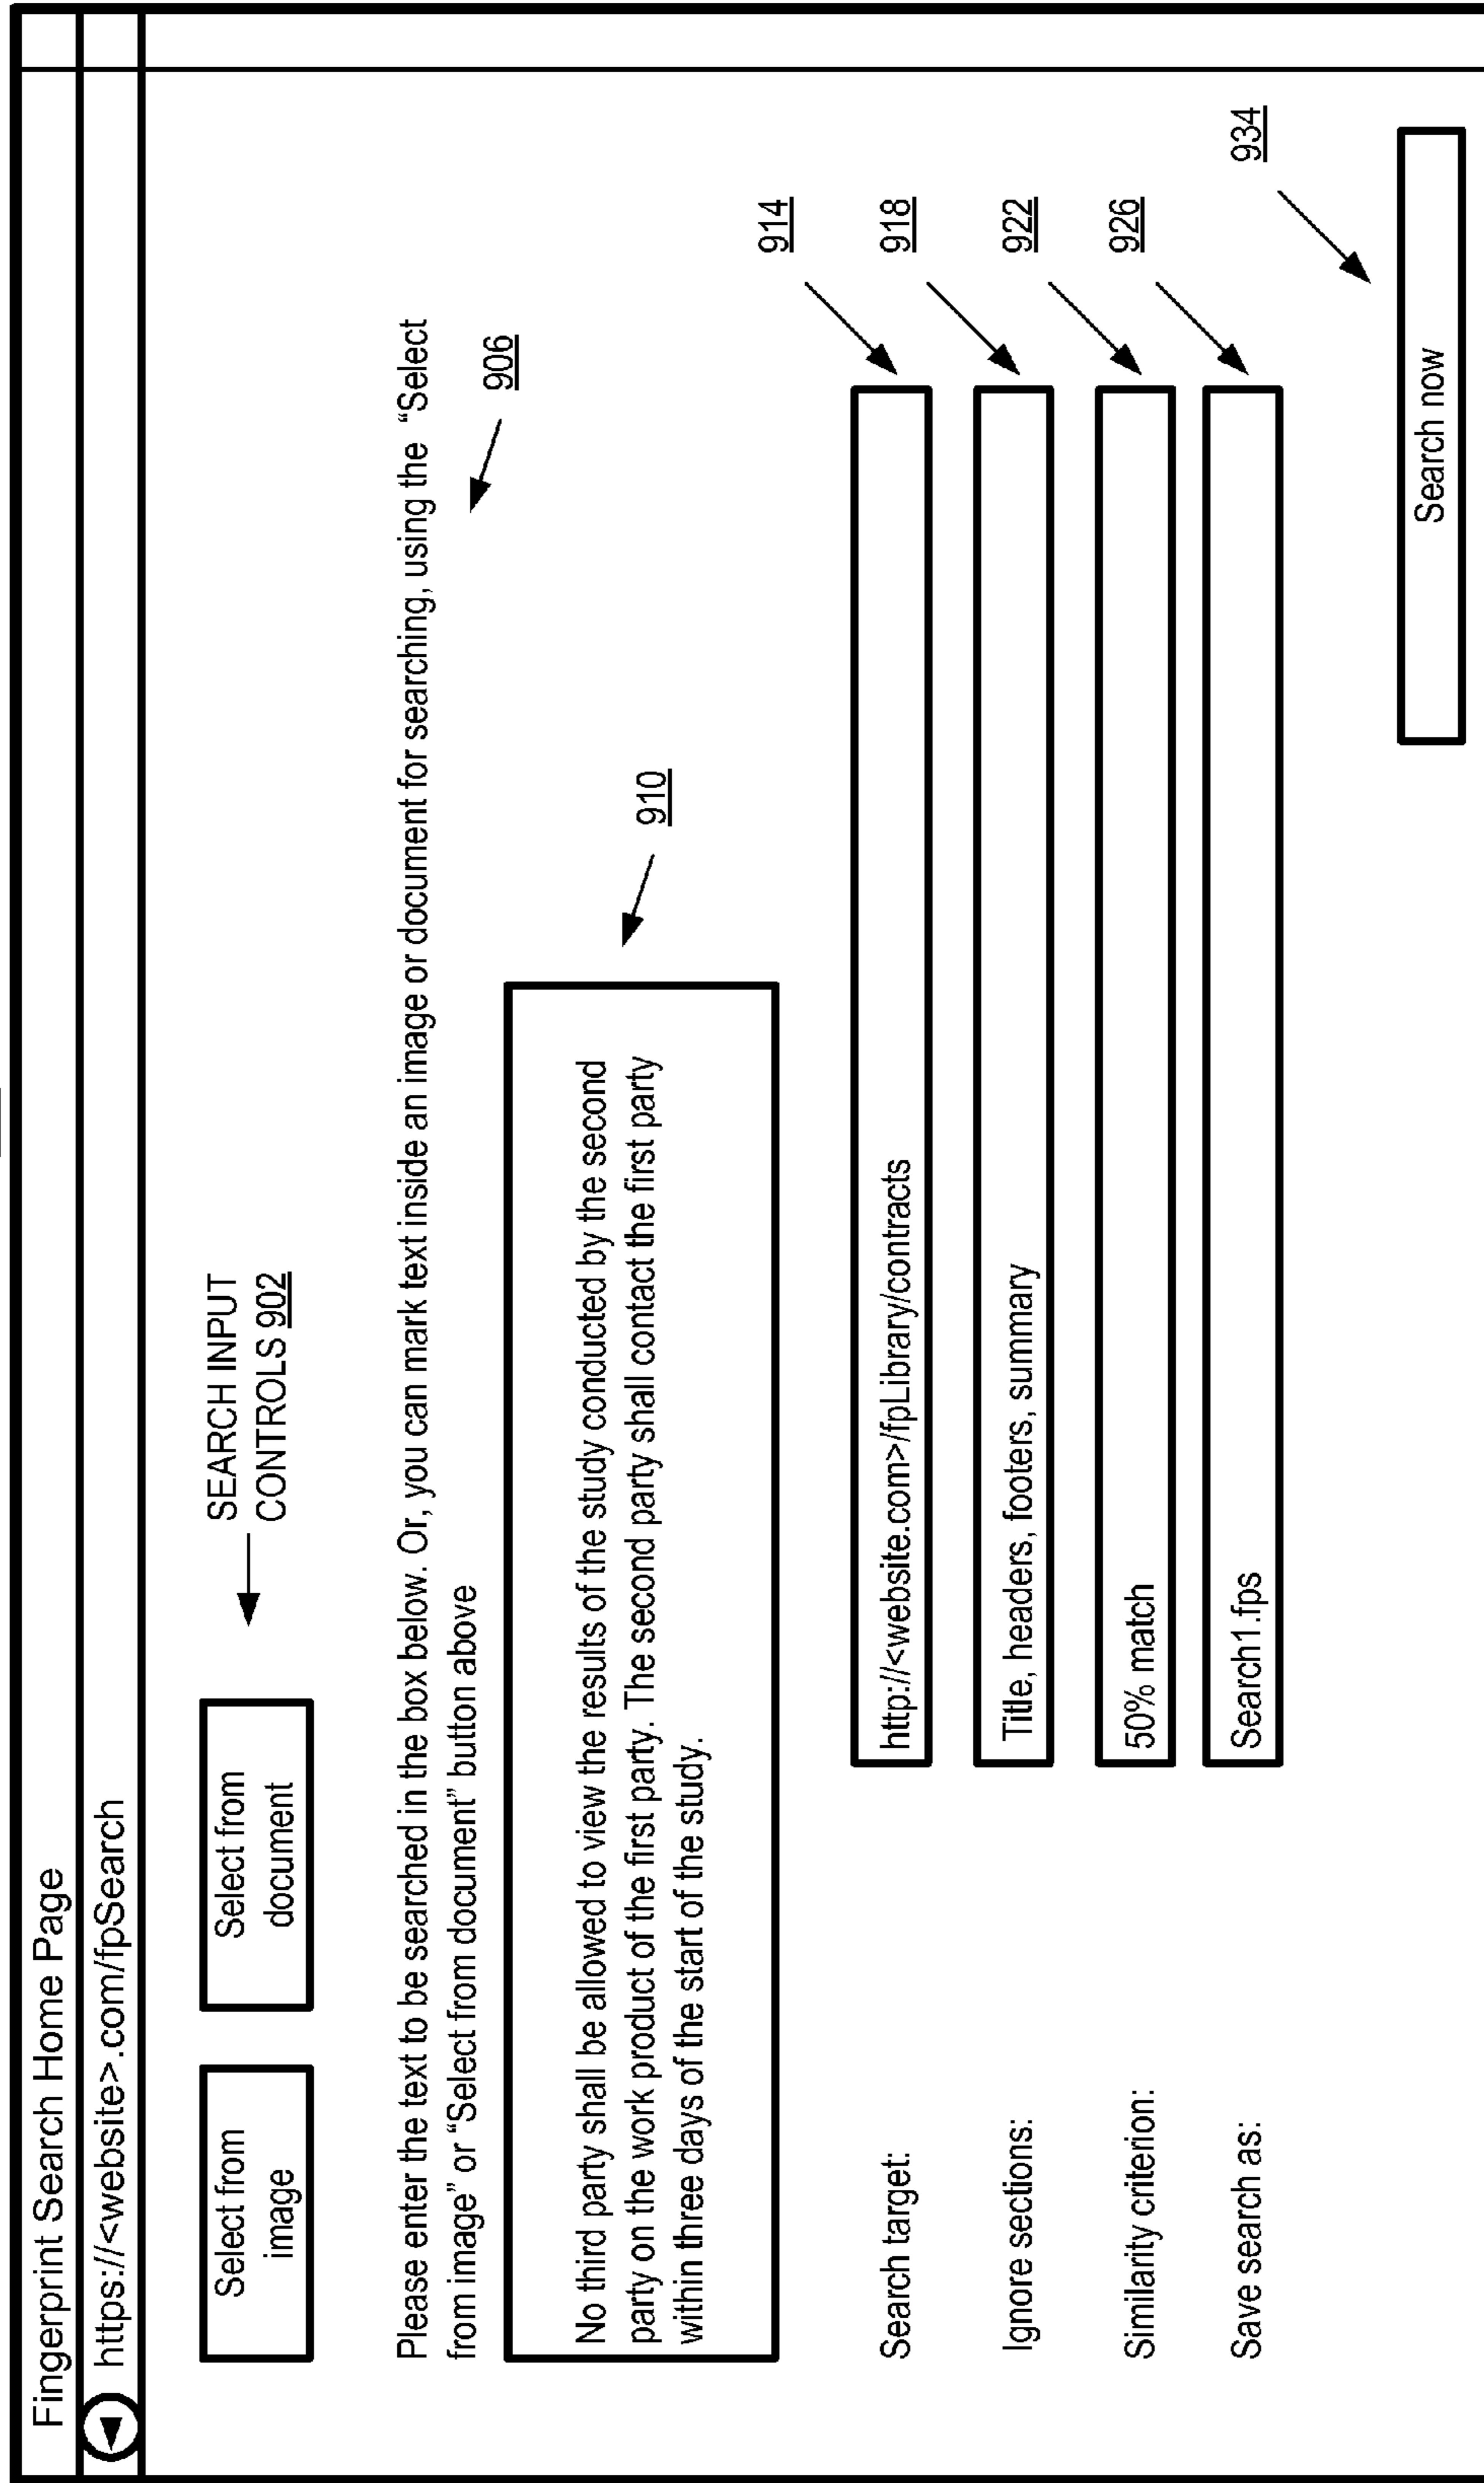 Fingerprint Search Home Page
https://<website>.com/fpSearch
Select from
image
Select from
document
SEARCH INPUT
CONTROLS 902
Please enter the text to be searched in the box below. Or, you can mark text inside an image or document for searching, using the “Select
from image” or “Select from document” button above
906
No third party shall be allowed to view the results of the study conducted by the second
party on the work product of the first party. The second party shall contact the first party
within three days of the start of the study.
910
Search target:
http://<website.com>/fpLibrary/contracts
914
Ignore sections:
Title, headers, footers, summary
918
Similarity criterion:
50% match
922
Save search as:
Search1.fps
926
934
Search now